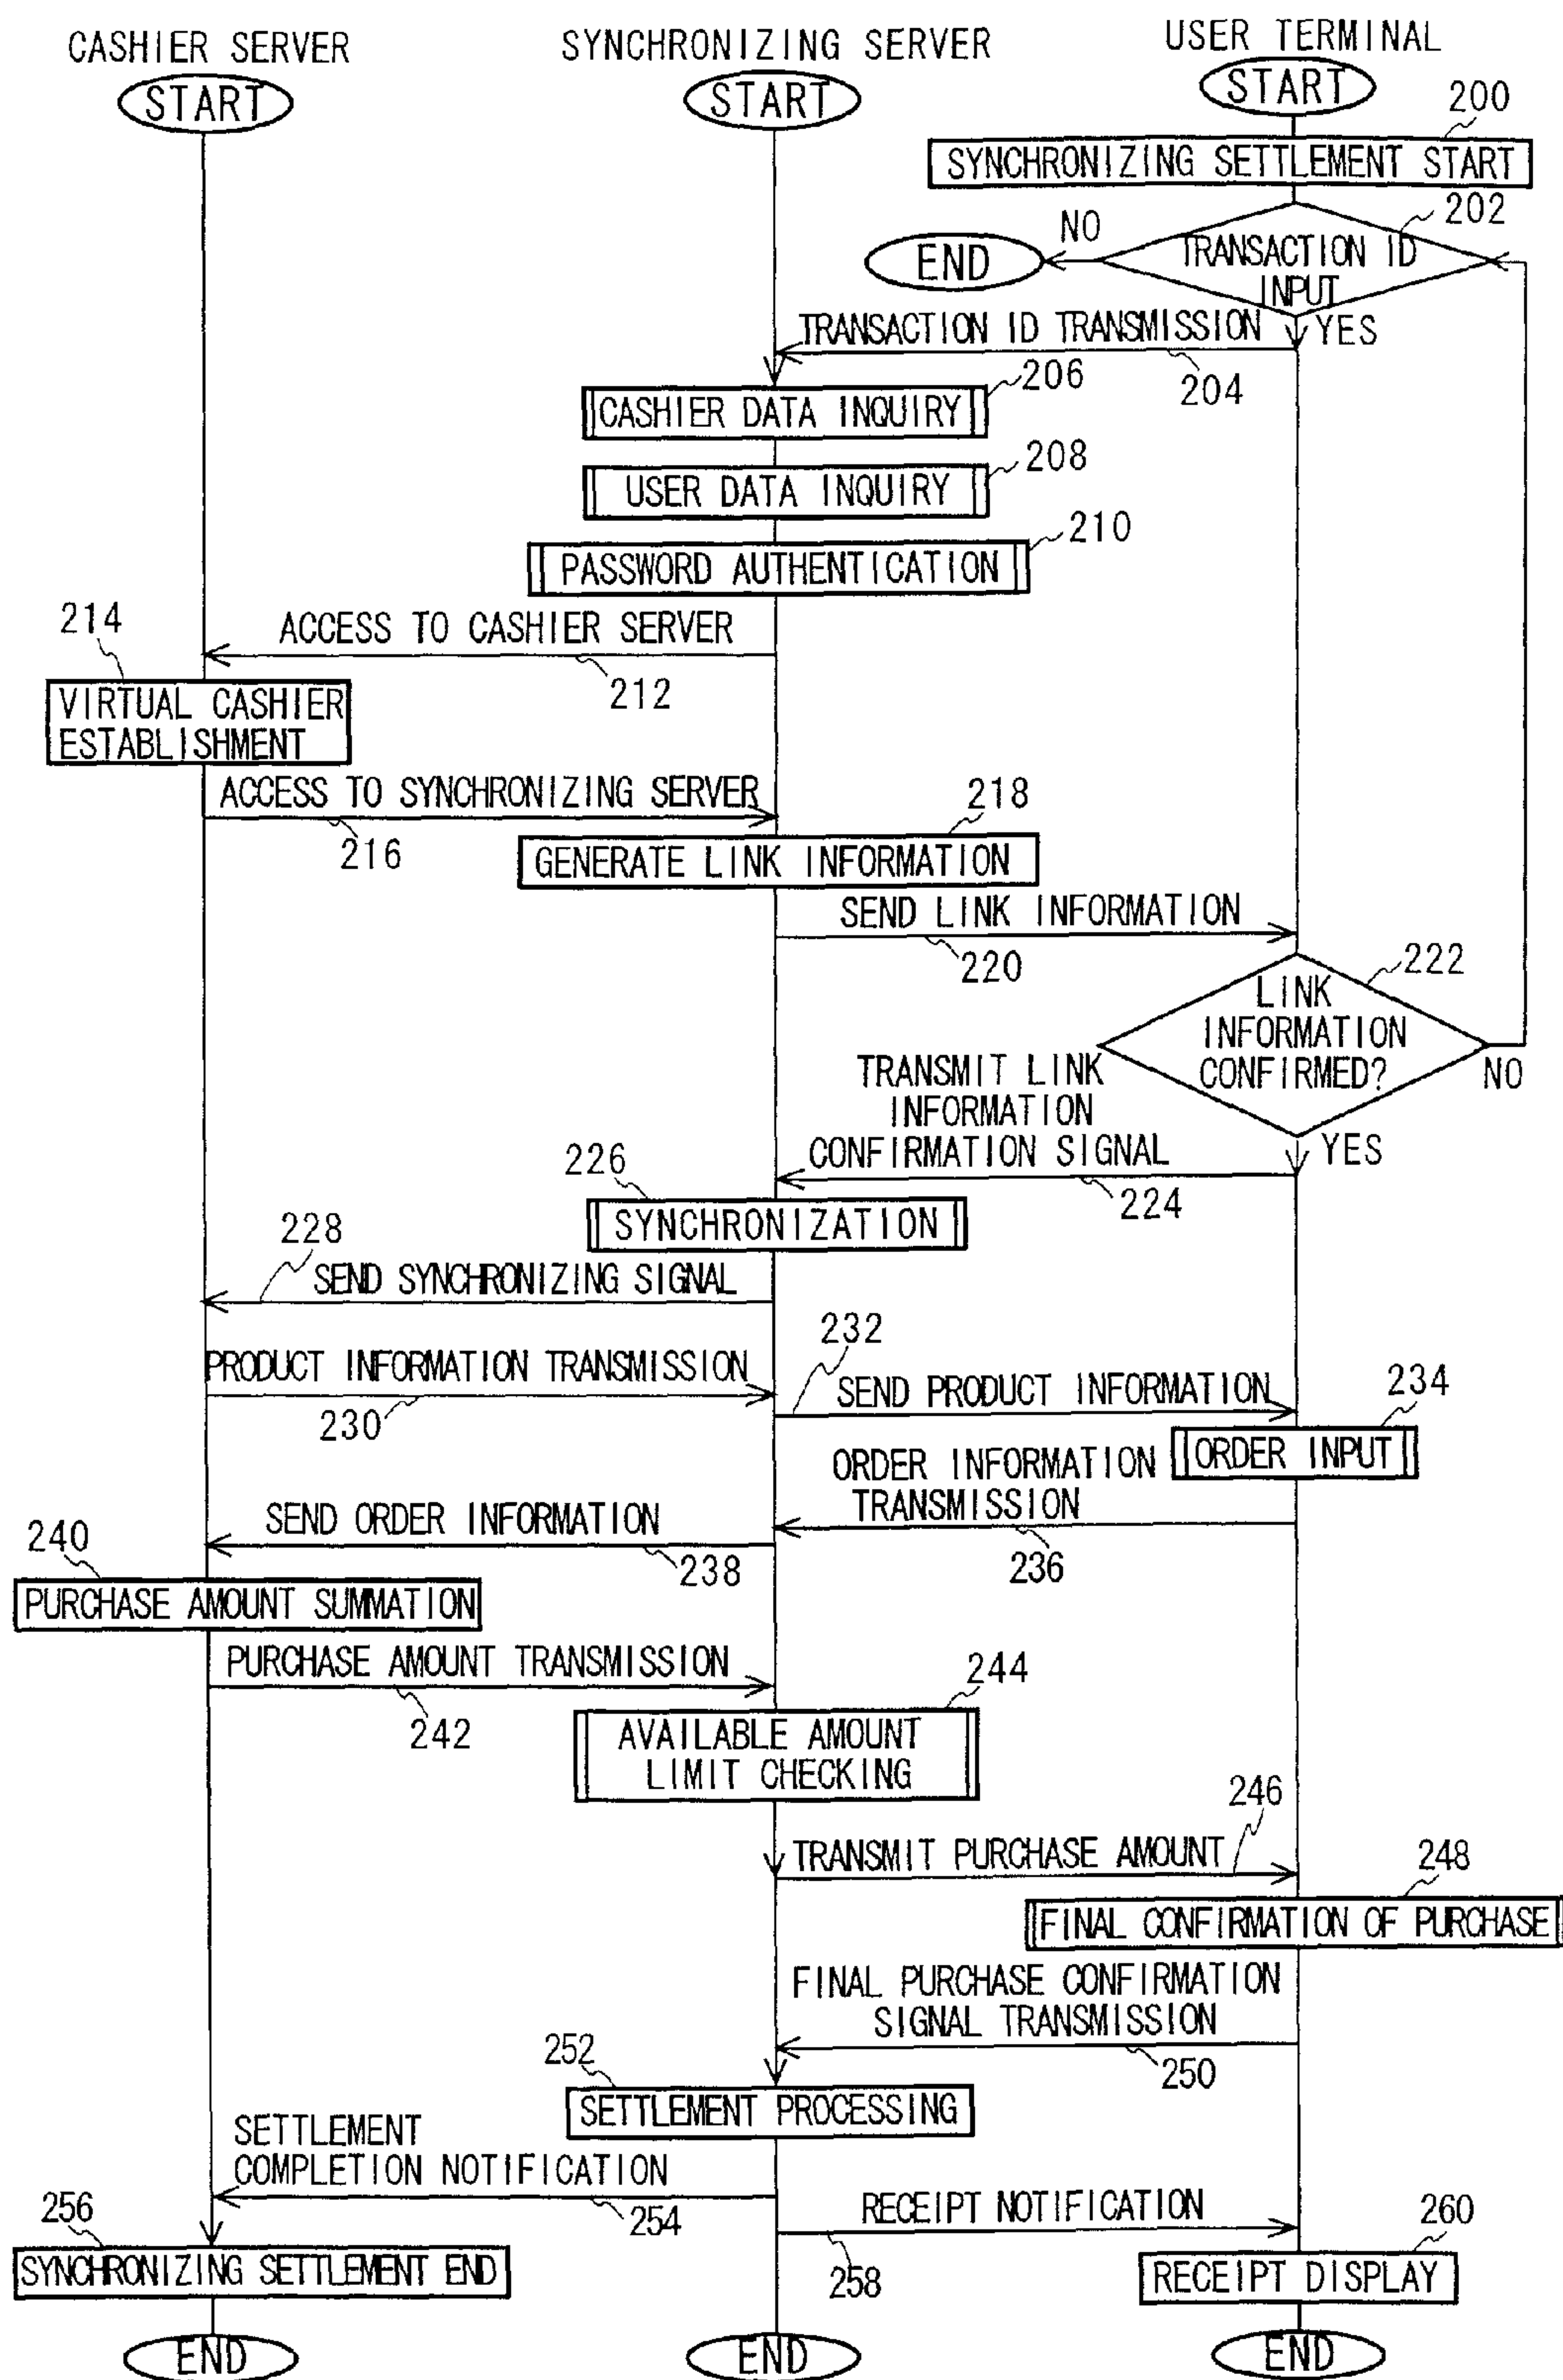 CASHIER SERVER
SYNCHRONIZING SERVER
USER TERMINAL
START
START
START
200
SYNCHRONIZING SETTLEMENT START
202
NO
END
TRANSACTION ID
INPUT
TRANSACTION ID TRANSMISSION
YES
204
206
CASHIER DATA INQUIRY
208
USER DATA INQUIRY
210
PASSWORD AUTHENTICATION
214
ACCESS TO CASHIER SERVER
212
VIRTUAL CASHIER
ESTABLISHMENT
ACCESS TO SYNCHRONIZING SERVER
216
218
GENERATE LINK INFORMATION
SEND LINK INFORMATION
220
222
LINK
INFORMATION
CONFIRMED?
NO
TRANSMIT LINK
INFORMATION
CONFIRMATION SIGNAL
YES
224
226
SYNCHRONIZATION
228
SEND SYNCHRONIZING SIGNAL
232
PRODUCT INFORMATION TRANSMISSION
230
SEND PRODUCT INFORMATION
234
ORDER INPUT
ORDER INFORMATION
TRANSMISSION
236
SEND ORDER INFORMATION
238
240
PURCHASE AMOUNT SUMMATION
PURCHASE AMOUNT TRANSMISSION
242
244
AVAILABLE AMOUNT
LIMIT CHECKING
246
TRANSMIT PURCHASE AMOUNT
248
FINAL CONFIRMATION OF PURCHASE
FINAL PURCHASE CONFIRMATION
SIGNAL TRANSMISSION
250
252
SETTLEMENT PROCESSING
SETTLEMENT
COMPLETION NOTIFICATION
254
256
SYNCHRONIZING SETTLEMENT END
RECEIPT NOTIFICATION
258
260
RECEIPT DISPLAY
END
END
END